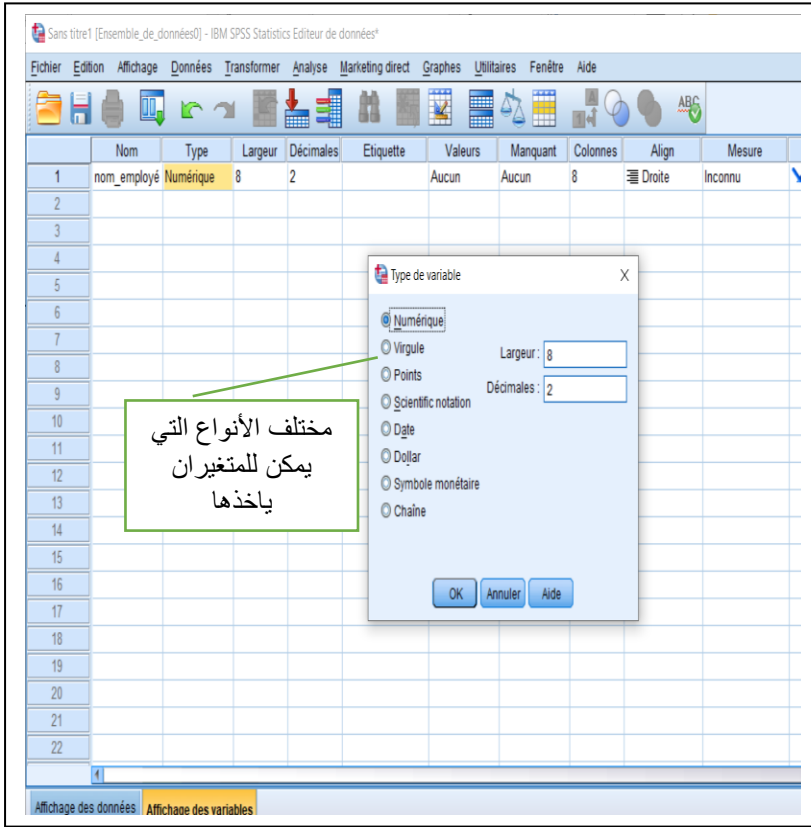 Sans titre1 [Ensemble_de_données0] - IBM SPSS Statistics Editeur de données*
Fichier Edition Affichage Données Transformer Analyse Marketing direct Graphes Utilitaires Fenêtre Aide
Nom Type Largeur Décimales Etiquette Valeurs Manquant Colonnes Align Mesure
1 nom_employé Numérique 8 2 Aucun Aucun 8 Droite Inconnu
2
3
4
5
6
7
8
9
10
11
12
13
14
15
16
17
18
19
20
21
22
Type de variable
Numérique
Virgule
Points
Scientific notation
Date
Dollar
Symbole monétaire
Chaîne
Largeur : 8
Décimales : 2
OK Annuler Aide
مختلف الأنواع التي
يمكن للمتغيران
ياخذها
Affichage des données Affichage des variables